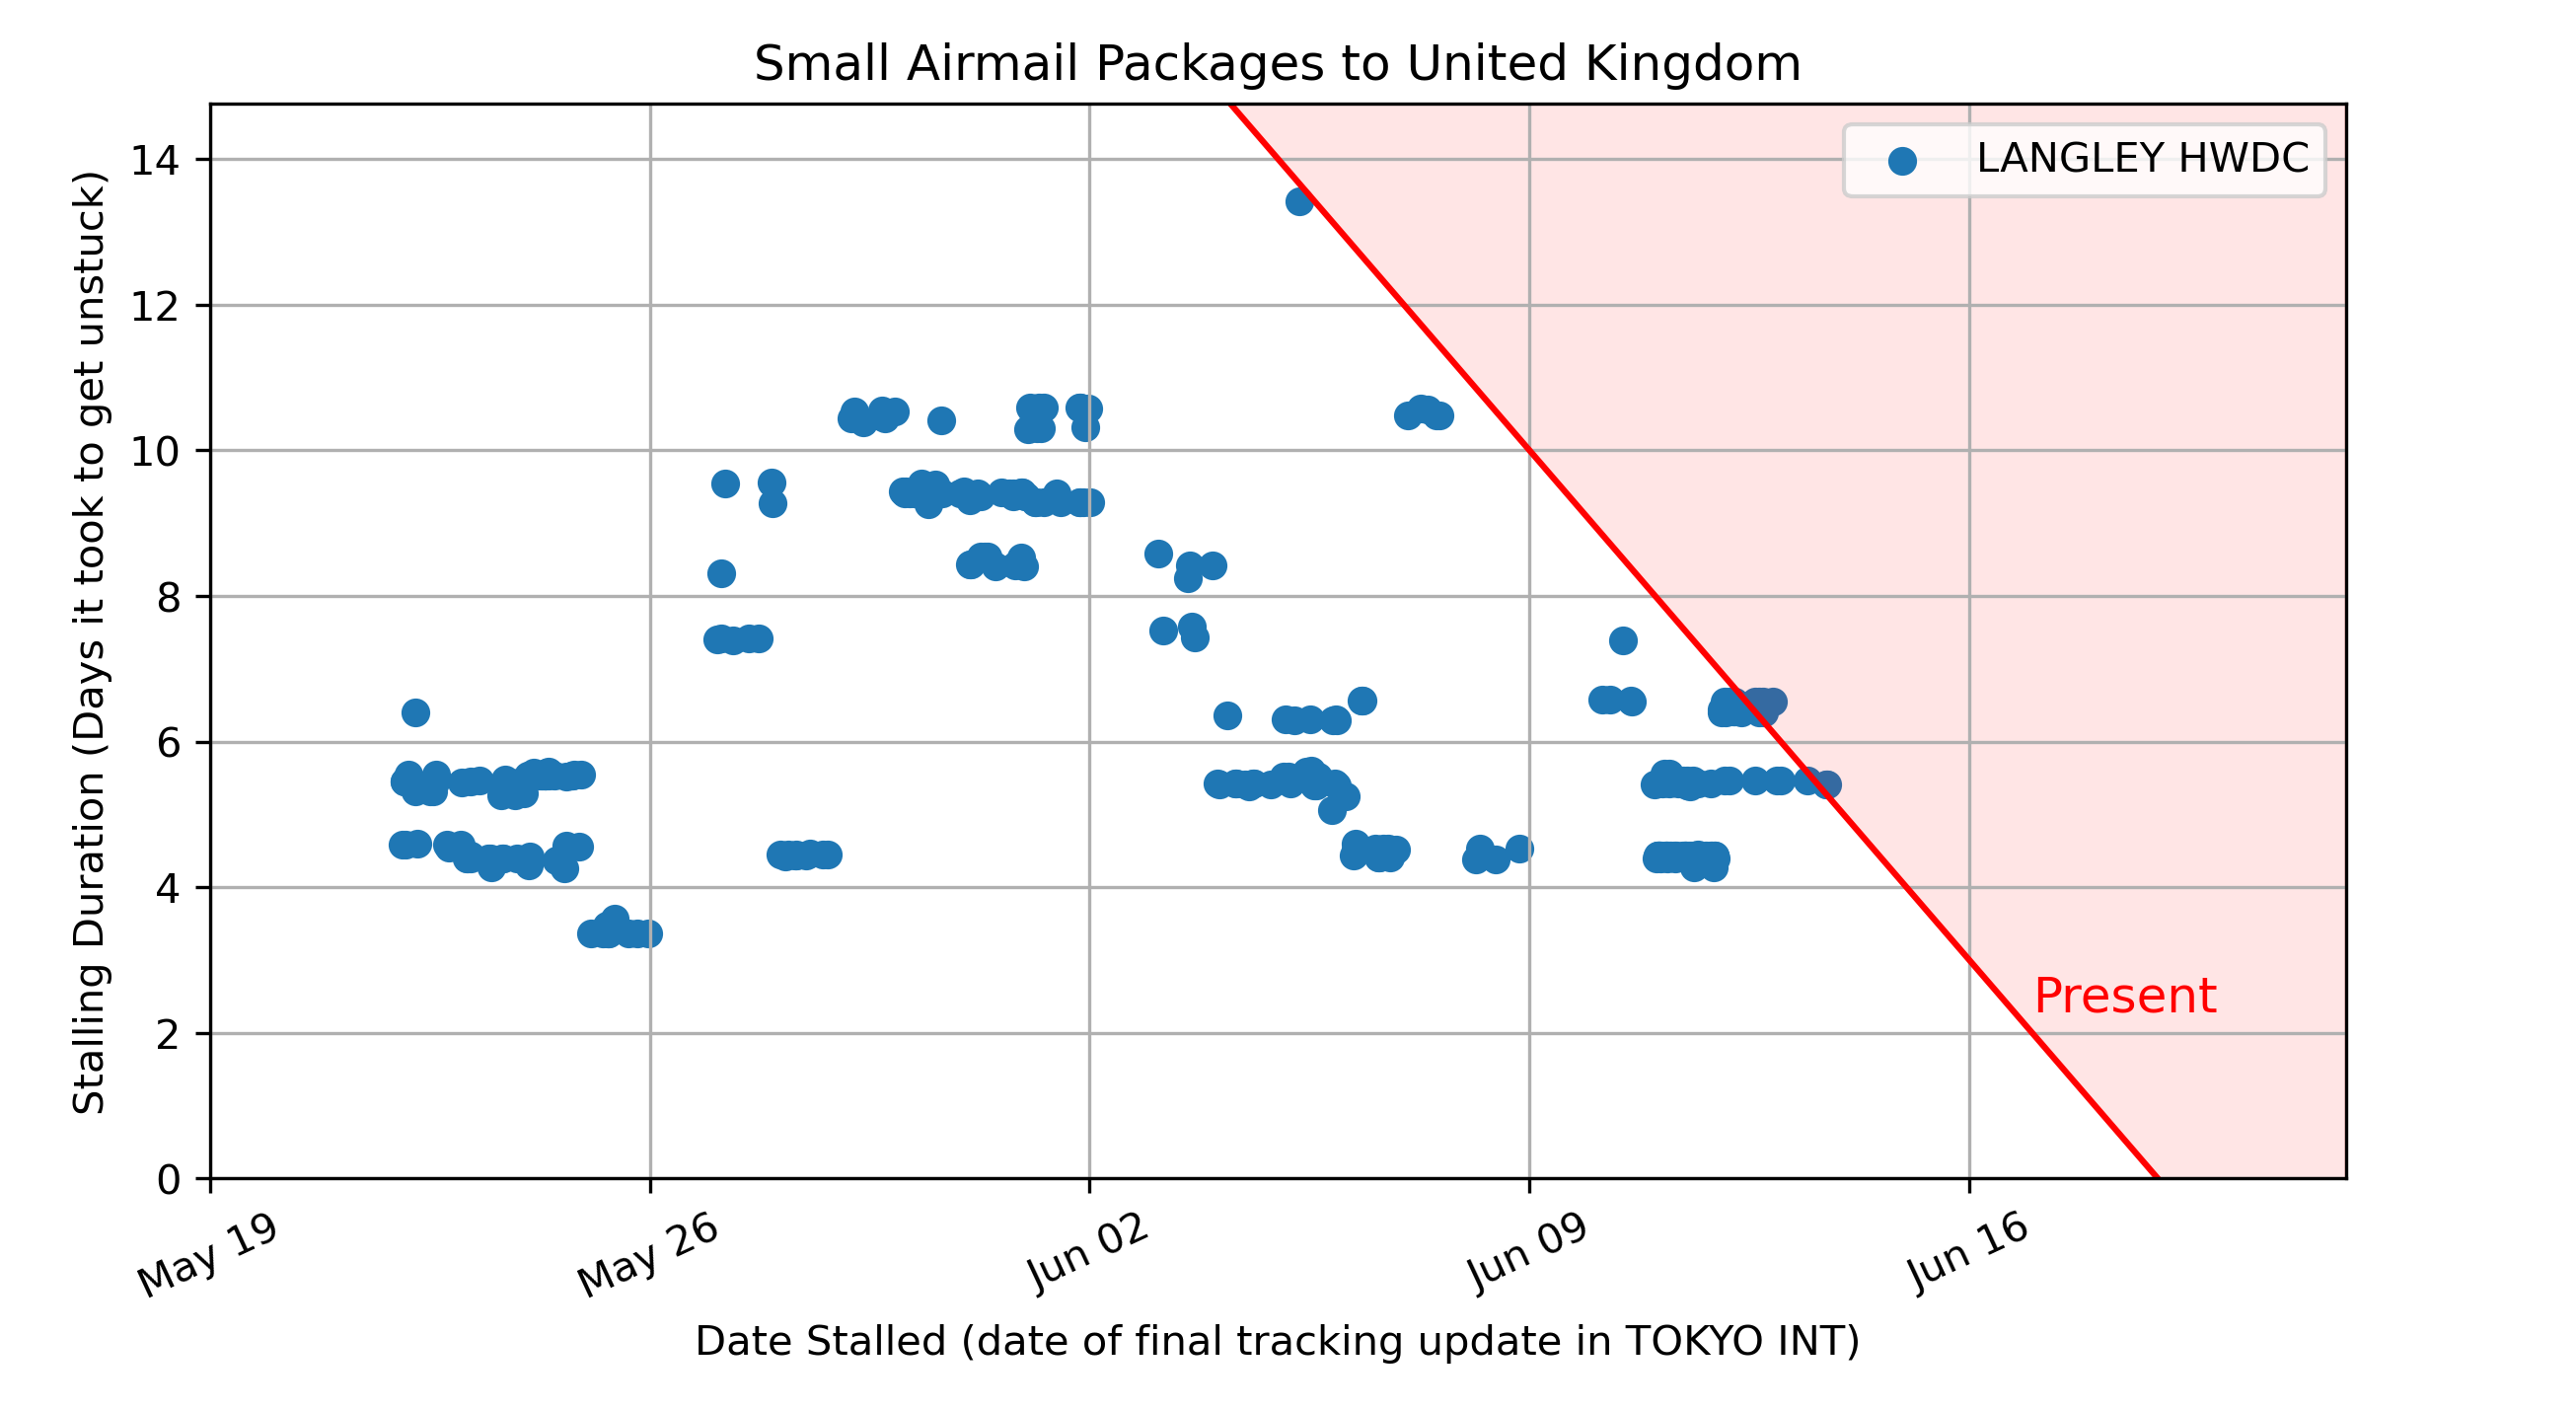 Small Airmail Packages to United Kingdom
LANGLEY HWDC
Stalling Duration (Days it took to get unstuck)
14
12
10
8
6
4
2
0
Present
May 19
May 26
Jun 02
Jun 09
Jun 16
Date Stalled (date of final tracking update in TOKYO INT)